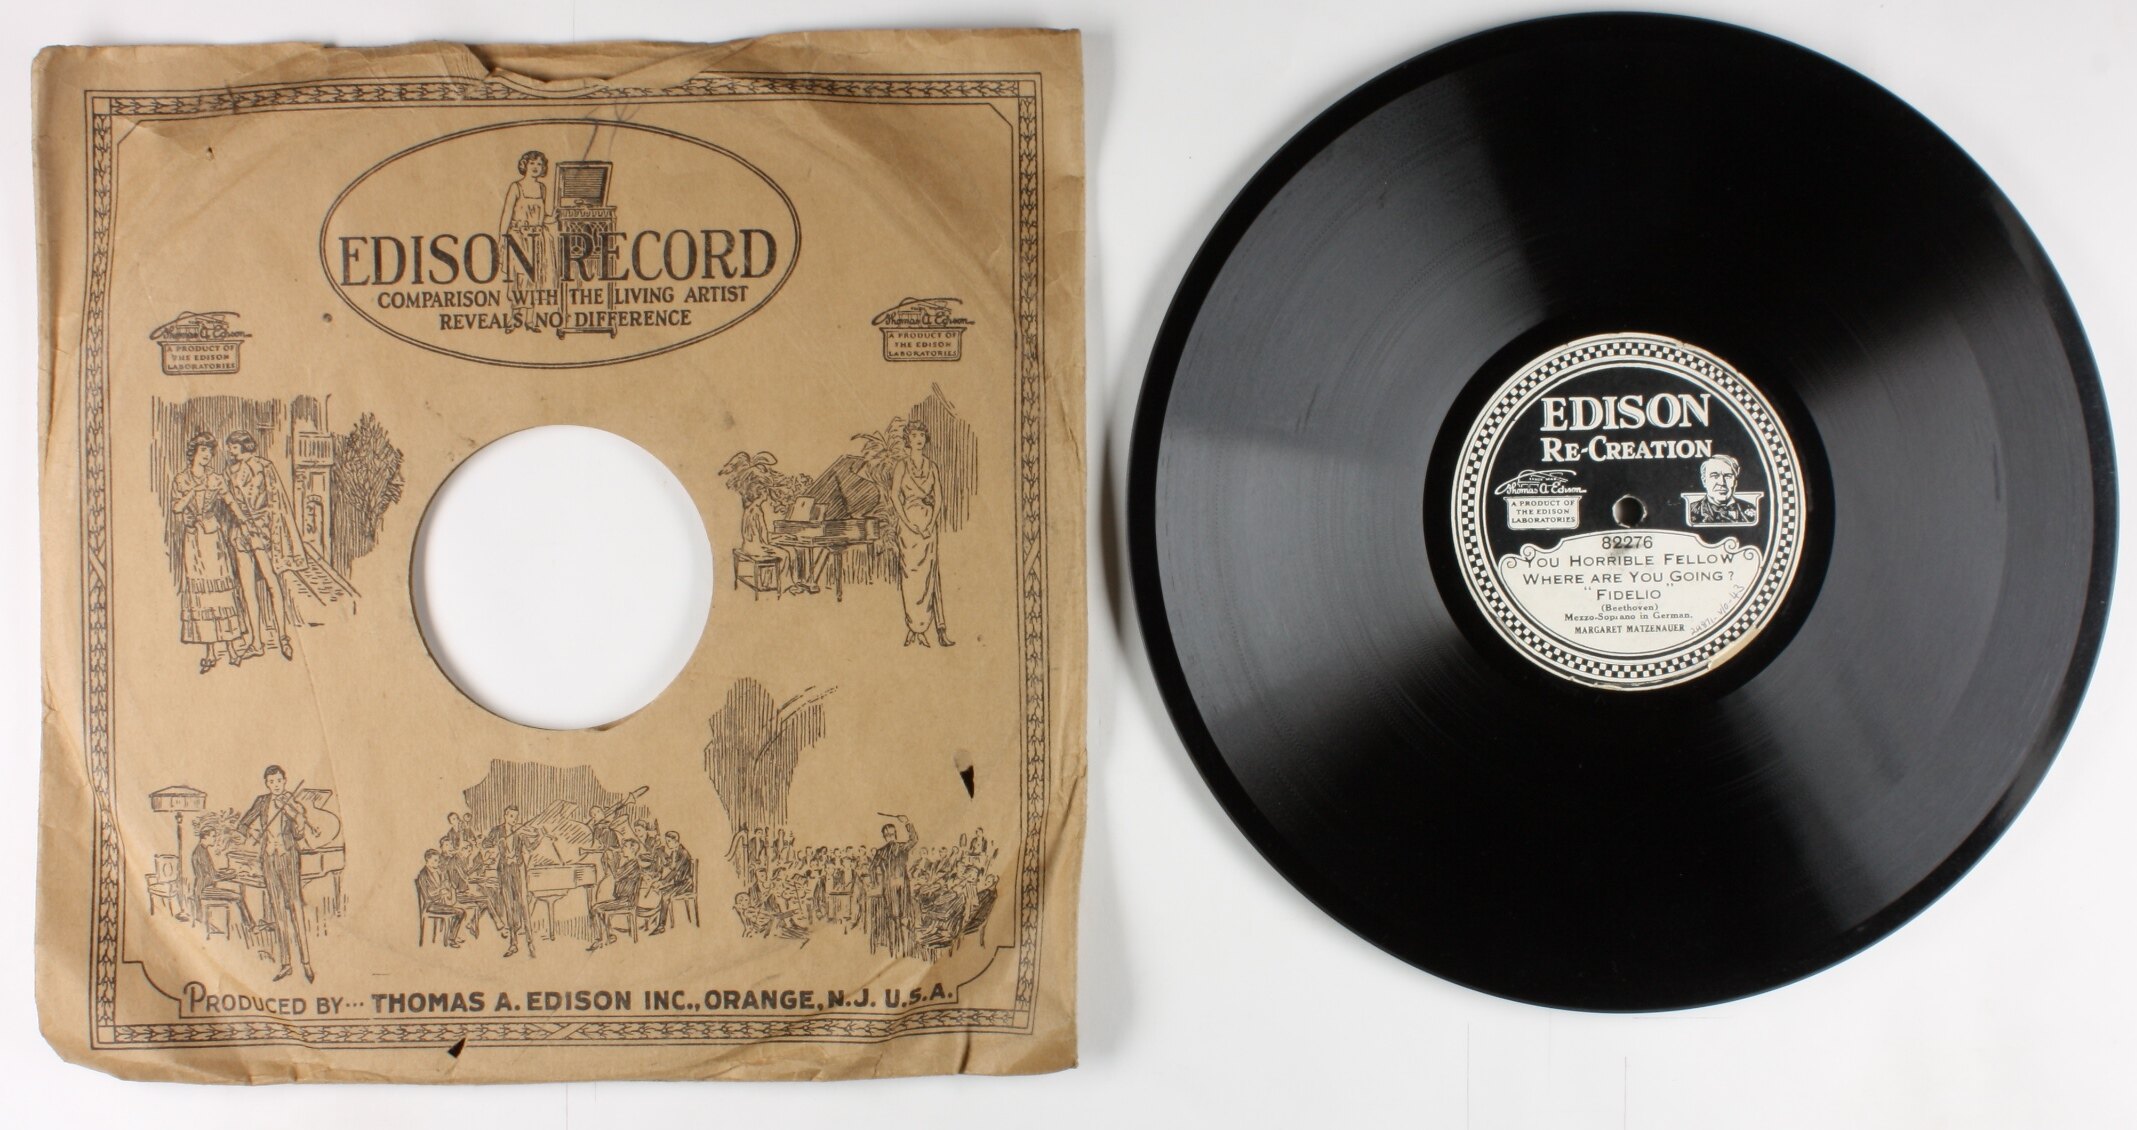 EDISON RECORD
COMPARISON WITH THE LIVING ARTIST
REVEALS NO DIFFERENCE
Thomas A. Edison
A PRODUCT OF
THE EDISON
LABORATORIES
Thomas A. Edison
A PRODUCT OF
THE EDISON
LABORATORIES
PRODUCED BY... THOMAS A. EDISON INC., ORANGE, N.J. U.S.A.
EDISON
RE-CREATION
TRADE MARK
Thomas A. Edison
A PRODUCT OF
THE EDISON
LABORATORIES
82276
YOU HORRIBLE FELLOW
WHERE ARE YOU GOING?
"FIDELIO"
(Beethoven)
Mezzo-Soprano in German.
MARGARET MATZENAUER